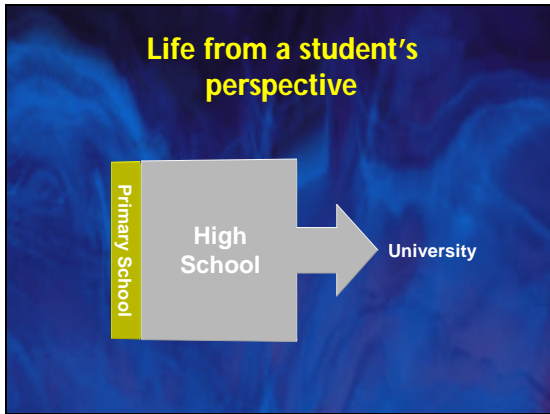 Life from a student's
perspective
Primary School
High
School
University